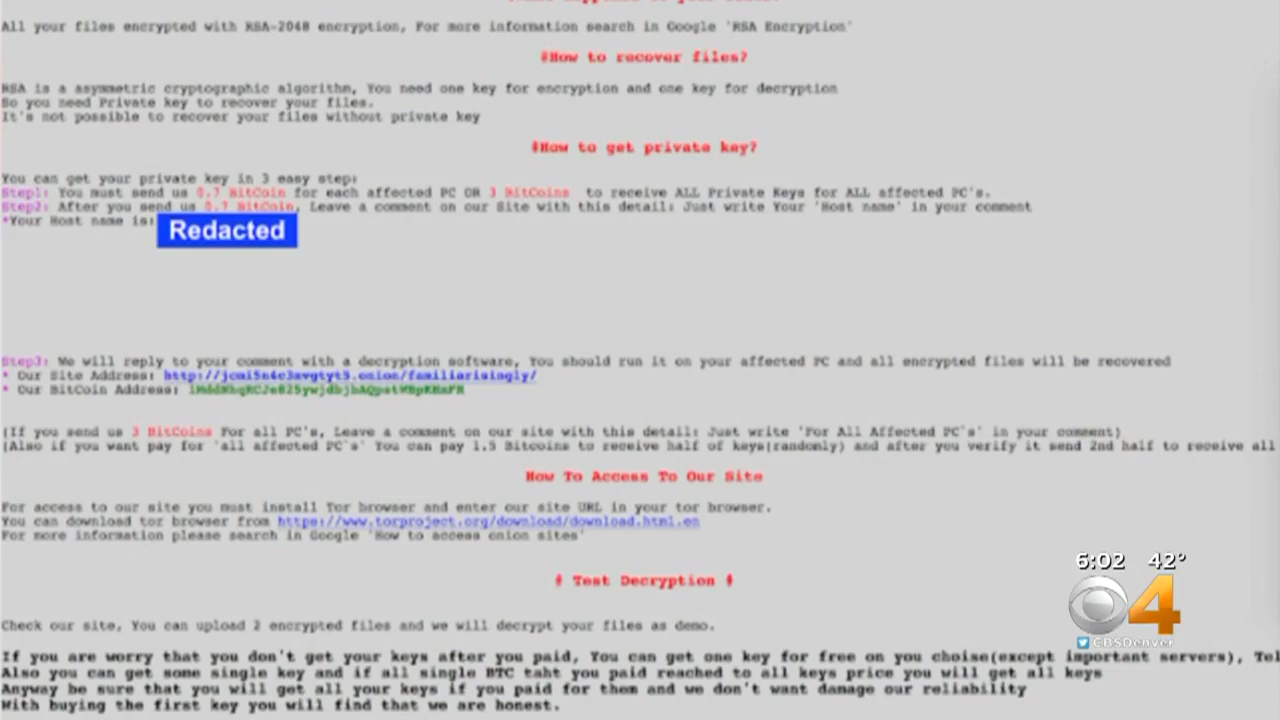 All your files encrypted with RSA-2048 encryption, For more information search in Google 'RSA Encryption'
#How to recover files?
RSA is a asymmetric cryptographic algorithm, You need one key for encryption and one key for decryption
So you need Private key to recover your files.
It's not possible to recover your files without private key
#How to get private key?
You can get your private key in 3 easy step:
Step1: You must send us 0.7 BitCoin for each affected PC OR 3 BitCoins to receive ALL Private Keys for ALL affected PC's.
Step2: After you send us 0.7 BitCoin, Leave a comment on our Site with this detail: Just write Your 'Host name' in your comment
*Your Host name is:
Redacted
Step3: We will reply to your comment with a decryption software, You should run it on your affected PC and all encrypted files will be recovered
* Our Site Address:
* Our BitCoin Address:
(If you send us 3 BitCoins For all PC's, Leave a comment on our site with this detail: Just write 'For All Affected PC's' in your comment)
(Also if you want pay for 'all affected PC's' You can pay 1.5 Bitcoins to receive half of keys(randomly) and after you verify it send 2nd half to receive all
How To Access To Our Site
For access to our site you must install Tor browser and enter our site URL in your tor browser.
You can download tor browser from https://www.torproject.org/download/download.html.en
For more information please search in Google 'How to access onion sites'
# Test Decryption #
Check our site, You can upload 2 encrypted files and we will decrypt your files as demo.
If you are worry that you don't get your keys after you paid, You can get one key for free on you choise(except important servers), Tel
Also you can get some single key and if all single BTC taht you paid reached to all keys price you will get all keys
Anyway be sure that you will get all your keys if you paid for them and we don't want damage our reliability
With buying the first key you will find that we are honest.
6:02 42°
4
CBSDenver